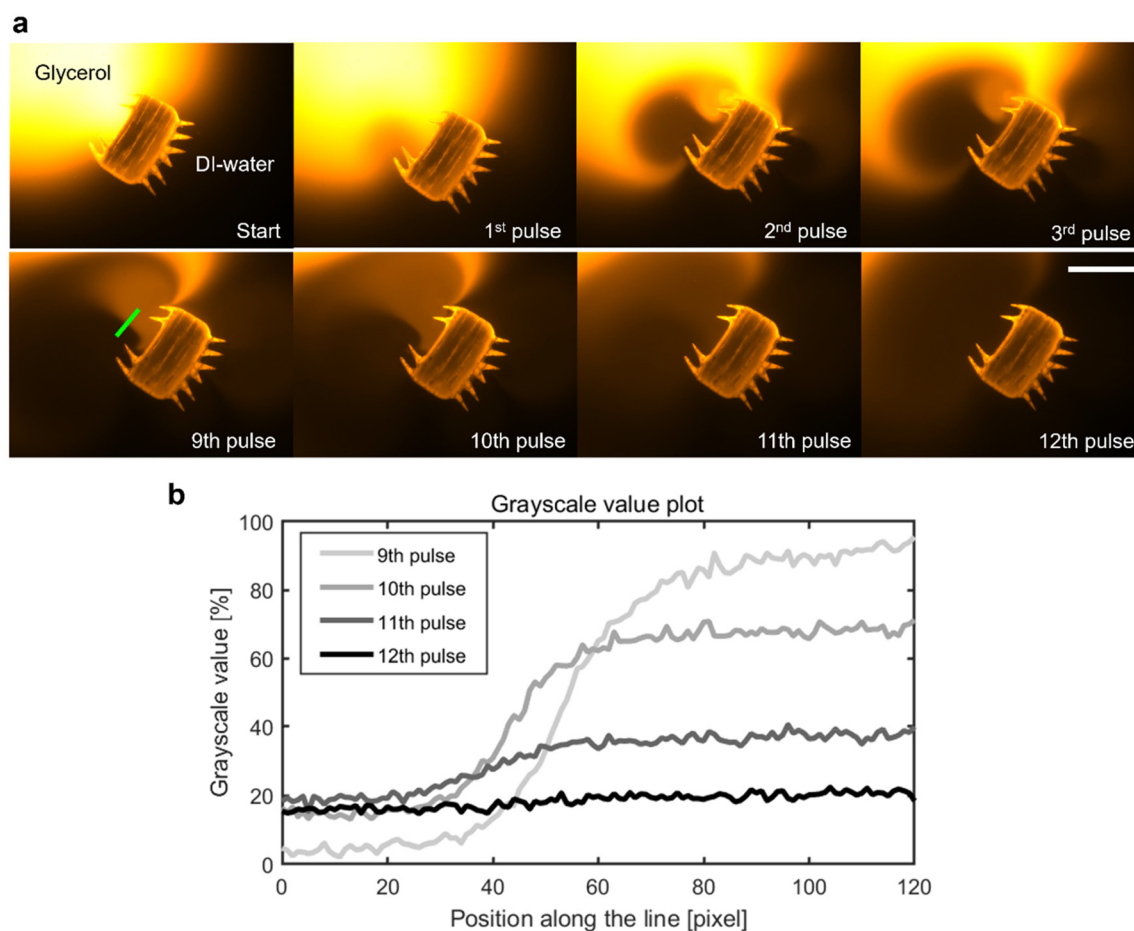 a
Glycerol
DI-water
Start
1st pulse
2nd pulse
3rd pulse
9th pulse
10th pulse
11th pulse
12th pulse
b
Grayscale value plot
100
80
60
40
20
0
Grayscale value [%]
9th pulse
10th pulse
11th pulse
12th pulse
0
20
40
60
80
100
120
Position along the line [pixel]